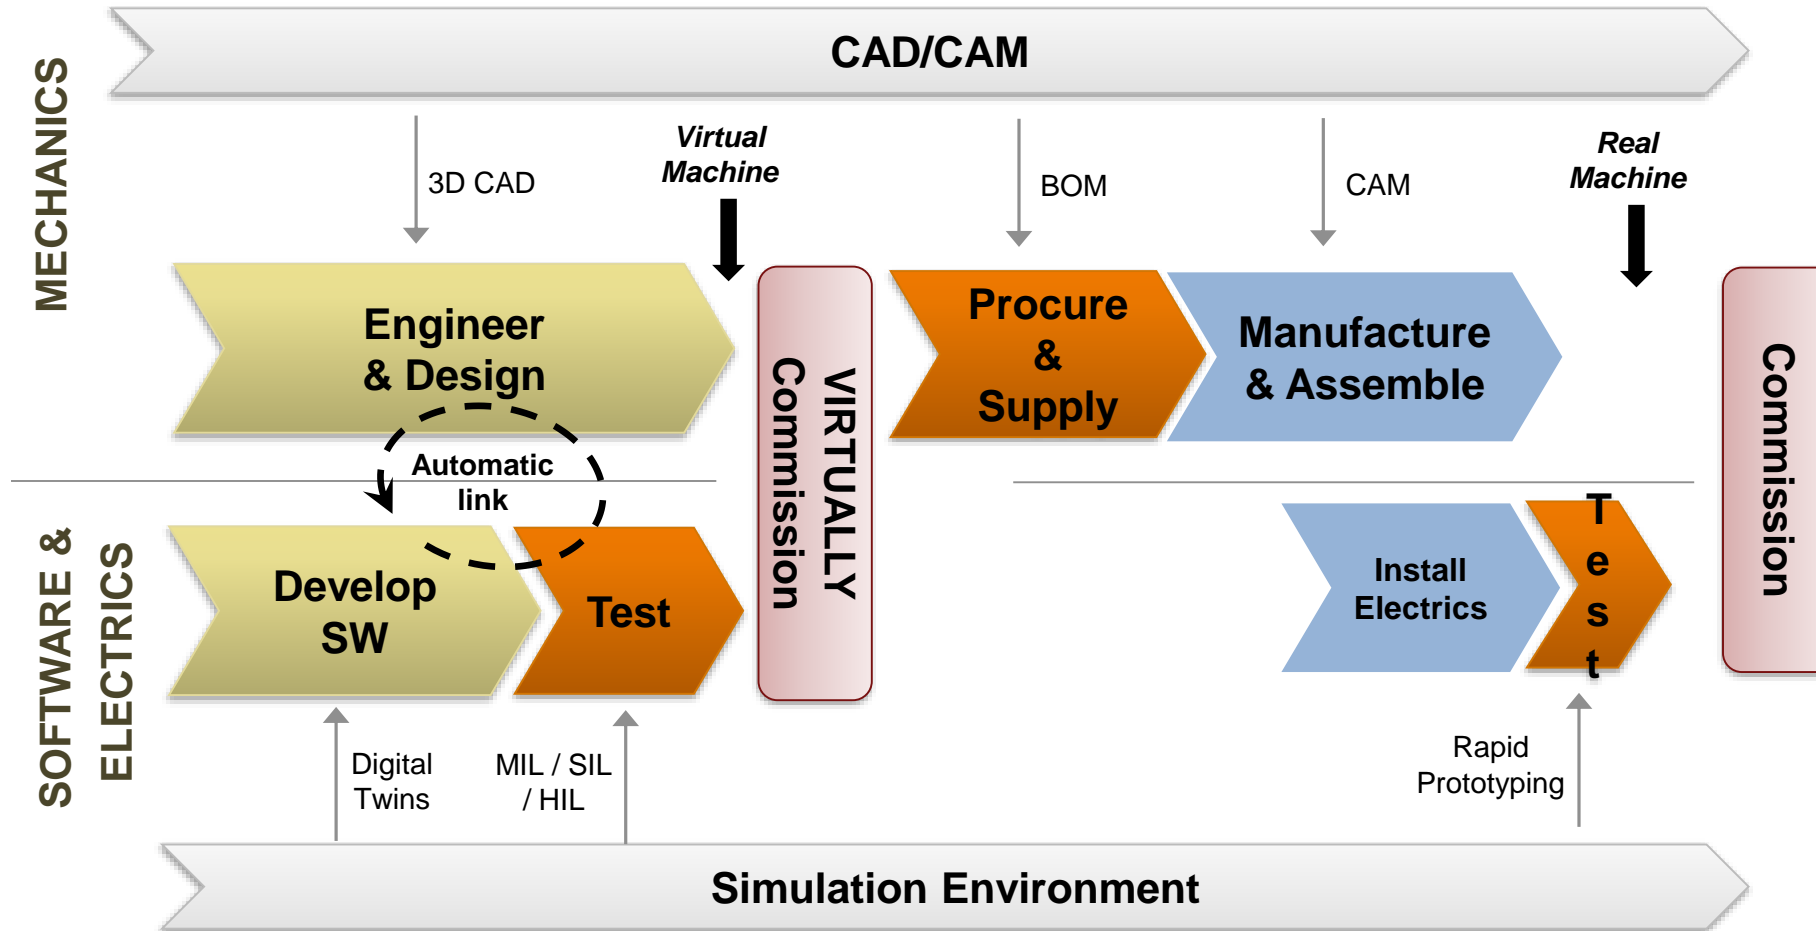 CAD/CAM
MECHANICS
3D CAD
Virtual
Machine
BOM
CAM
Real
Machine
Engineer
& Design
Procure
&
Supply
Manufacture
& Assemble
VIRTUALLY
Commission
Commission
Automatic
link
SOFTWARE &
ELECTRICS
Develop
SW
Test
Install
Electrics
Test
Digital
Twins
MIL / SIL
/ HIL
Rapid
Prototyping
Simulation Environment